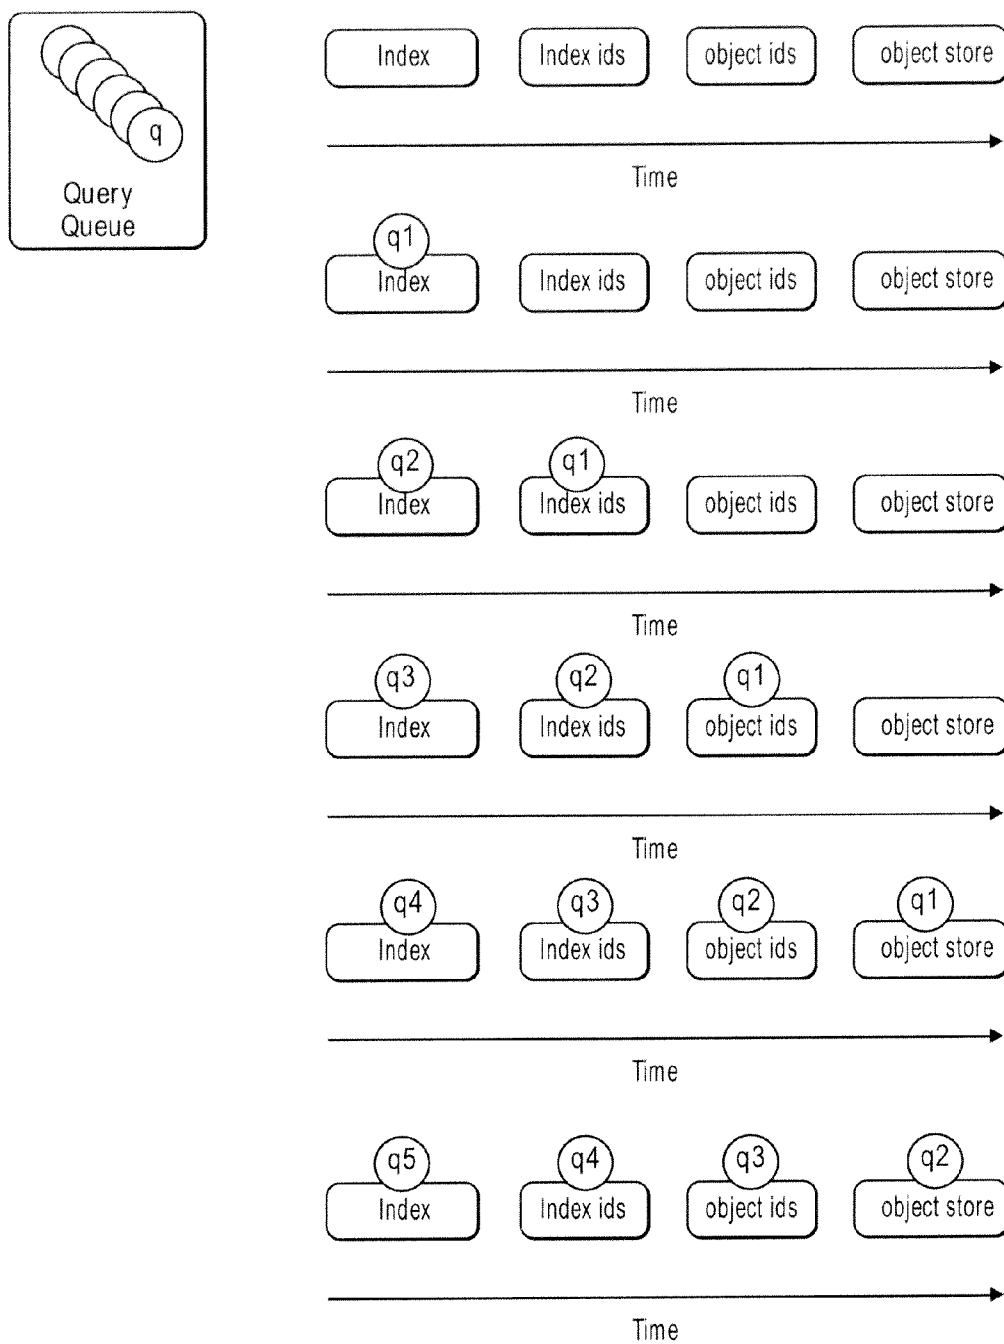 q
Query
Queue
Index Index ids object ids object store
Time
q1
Index Index ids object ids object store
Time
q2 q1
Index Index ids object ids object store
Time
q3 q2 q1
Index Index ids object ids object store
Time
q4 q3 q2 q1
Index Index ids object ids object store
Time
q5 q4 q3 q2
Index Index ids object ids object store
Time